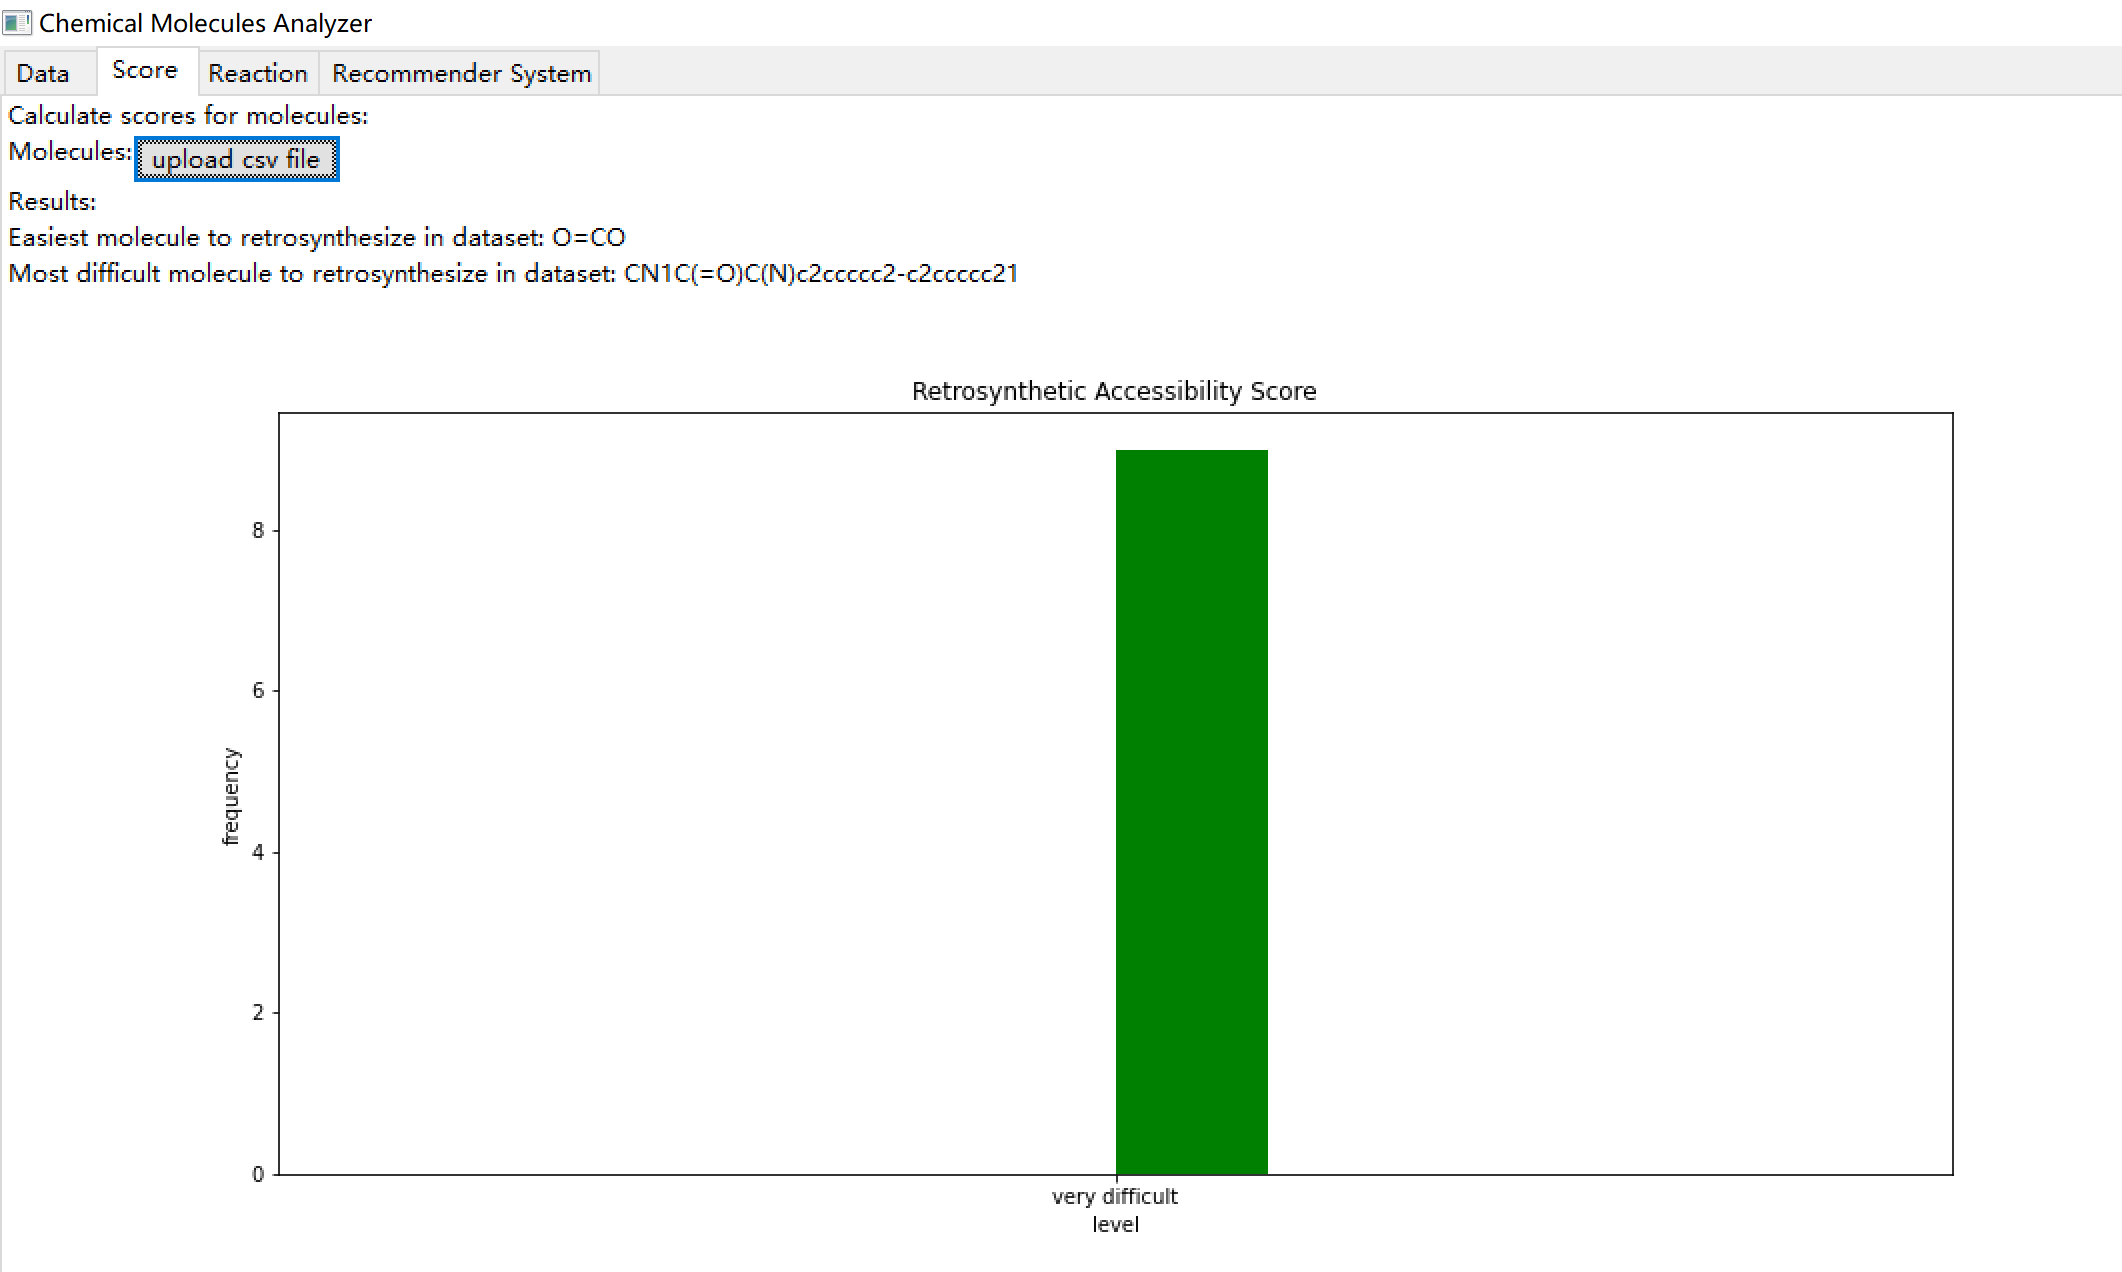 Chemical Molecules Analyzer
Data Score Reaction Recommender System
Calculate scores for molecules:
Molecules: upload csv file
Results:
Easiest molecule to retrosynthesize in dataset: O=CO
Most difficult molecule to retrosynthesize in dataset: CN1C(=O)C(N)c2ccccc2-c2ccccc21
Retrosynthetic Accessibility Score
8
6
frequency
4
2
0
very difficult
level